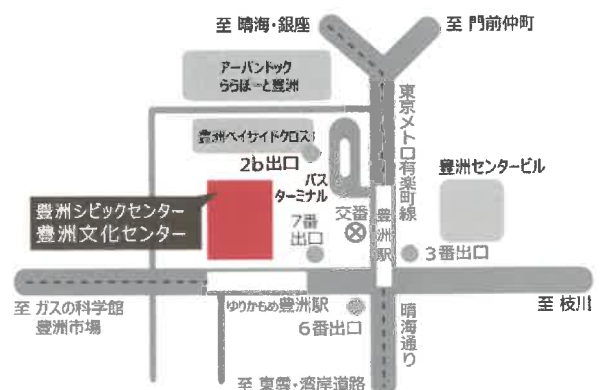 至 晴海・銀座
至 門前仲町
アーバンドック
ららぽーと豊洲
東京メトロ有楽町線
豊洲ベイサイドクロス
2b出口
バス
ターミナル
豊洲センタービル
豊洲シビックセンター
豊洲文化センター
7番
出口
交番
豊洲駅
3番出口
至 ガスの科学館
豊洲市場
ゆりかもめ豊洲駅
6番出口
晴海通り
至 枝川
至 東雲・湾岸道路